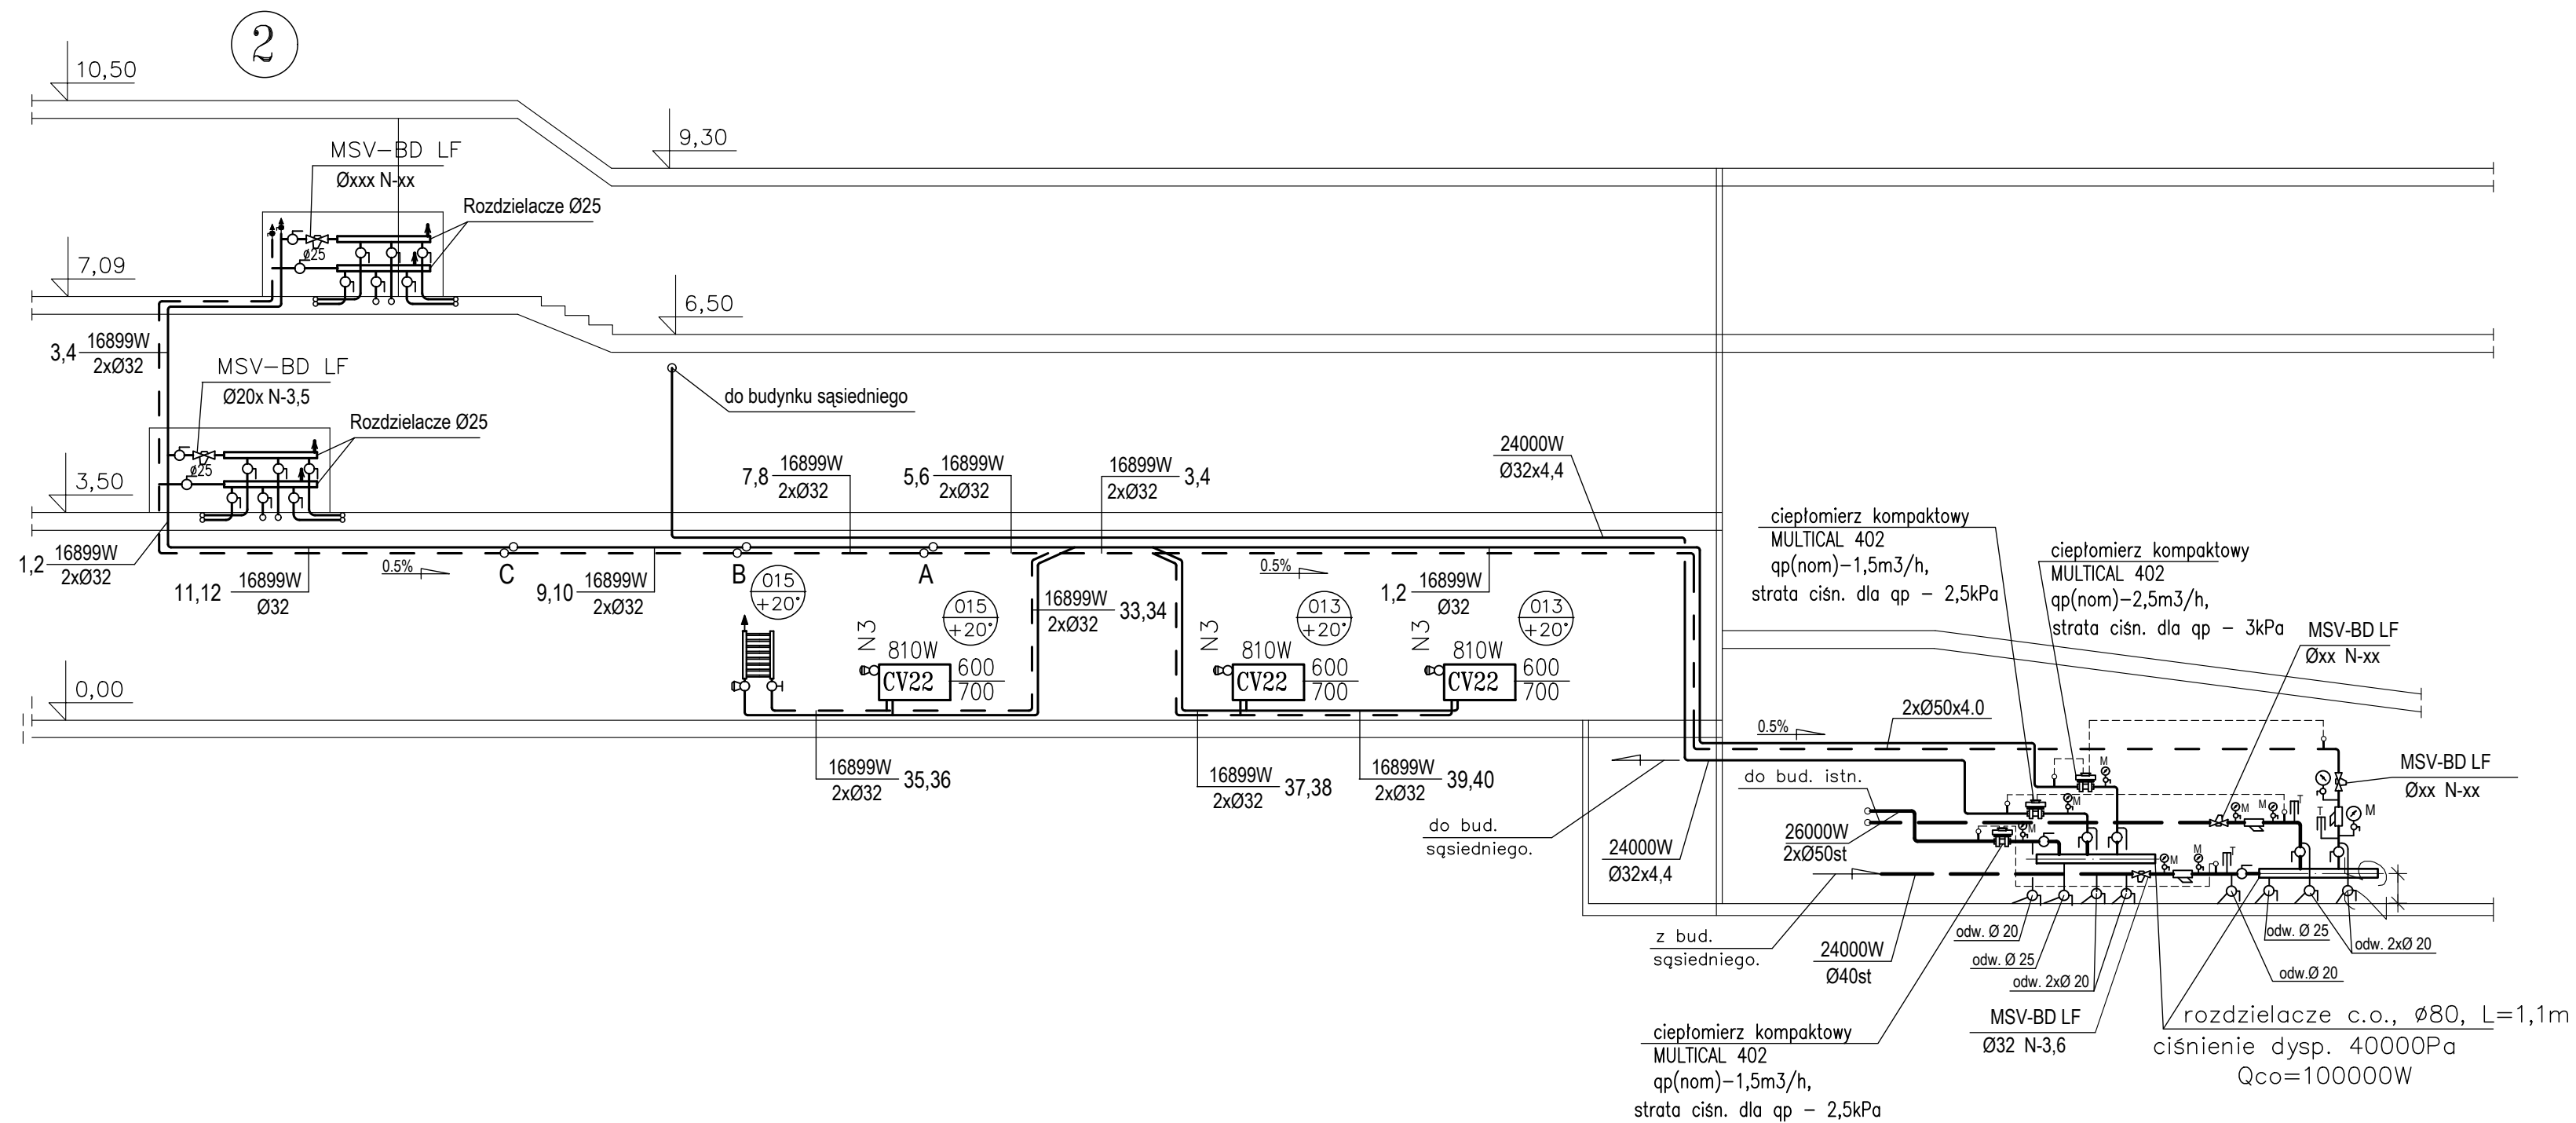 2
10,50
9,30
MSV-BD LF
Øxxx N-xx
Rozdzielacze Ø25
ø25
7,09
6,50
3,4
16899W
2xØ32
MSV-BD LF
Ø20x N-3,5
Rozdzielacze Ø25
ø25
do budynku sąsiedniego
3,50
7,8
16899W
2xØ32
5,6
16899W
2xØ32
16899W
2xØ32
3,4
24000W
Ø32x4,4
1,2
16899W
2xØ32
11,12
16899W
Ø32
0.5%
C
9,10
16899W
2xØ32
B
A
015
+20°
N3
015
+20°
810W
CV22
600
700
16899W
2xØ32
33,34
0.5%
N3
013
+20°
810W
CV22
600
700
1,2
16899W
Ø32
N3
013
+20°
810W
CV22
600
700
0,00
16899W
2xØ32
35,36
16899W
2xØ32
37,38
16899W
2xØ32
39,40
ciepłomierz kompaktowy
MULTICAL 402
qp(nom)-1,5m3/h,
strata ciśn. dla qp - 2,5kPa
ciepłomierz kompaktowy
MULTICAL 402
qp(nom)-2,5m3/h,
strata ciśn. dla qp - 3kPa
MSV-BD LF
Øxx N-xx
2xØ50x4.0
0.5%
do bud. istn.
MSV-BD LF
Øxx N-xx
M
M
M
M
M
T
T
M
M
M
T
do bud.
sąsiedniego.
26000W
2xØ50st
24000W
Ø32x4,4
z bud.
sąsiedniego.
24000W
Ø40st
odw. Ø 20
odw. Ø 25
odw. 2xØ 20
odw. Ø 25
odw. 2xØ 20
odw.Ø 20
MSV-BD LF
Ø32 N-3,6
rozdzielacze c.o., ø80, L=1,1m
ciśnienie dysp. 40000Pa
Qco=100000W
ciepłomierz kompaktowy
MULTICAL 402
qp(nom)-1,5m3/h,
strata ciśn. dla qp - 2,5kPa